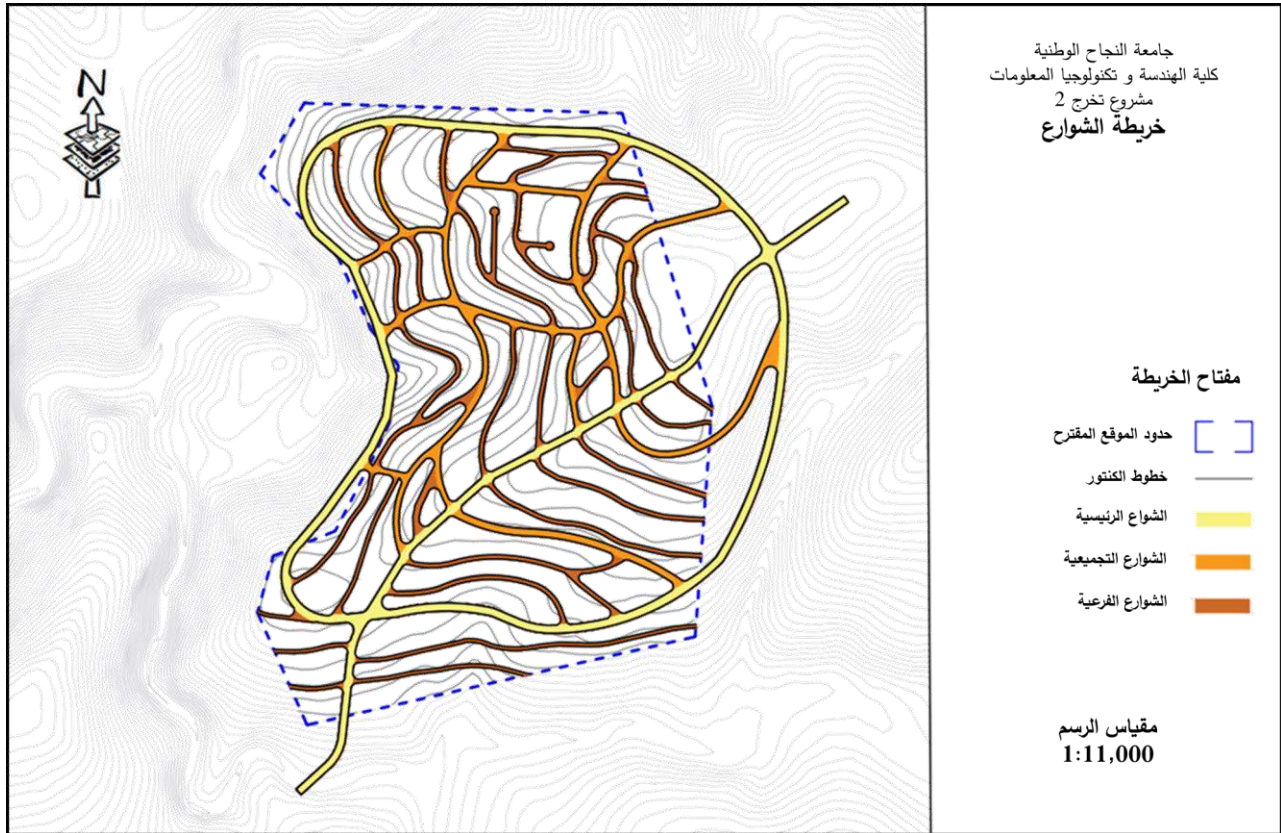 N
جامعة النجاح الوطنية
كلية الهندسة و تكنولوجيا المعلومات
مشروع تخرج 2
خريطة الشوارع
مفتاح الخريطة
حدود الموقع المقترح
خطوط الكنتور
الشواع الرئيسية
الشوارع التجميعية
الشوارع الفرعية
مقياس الرسم
1:11,000